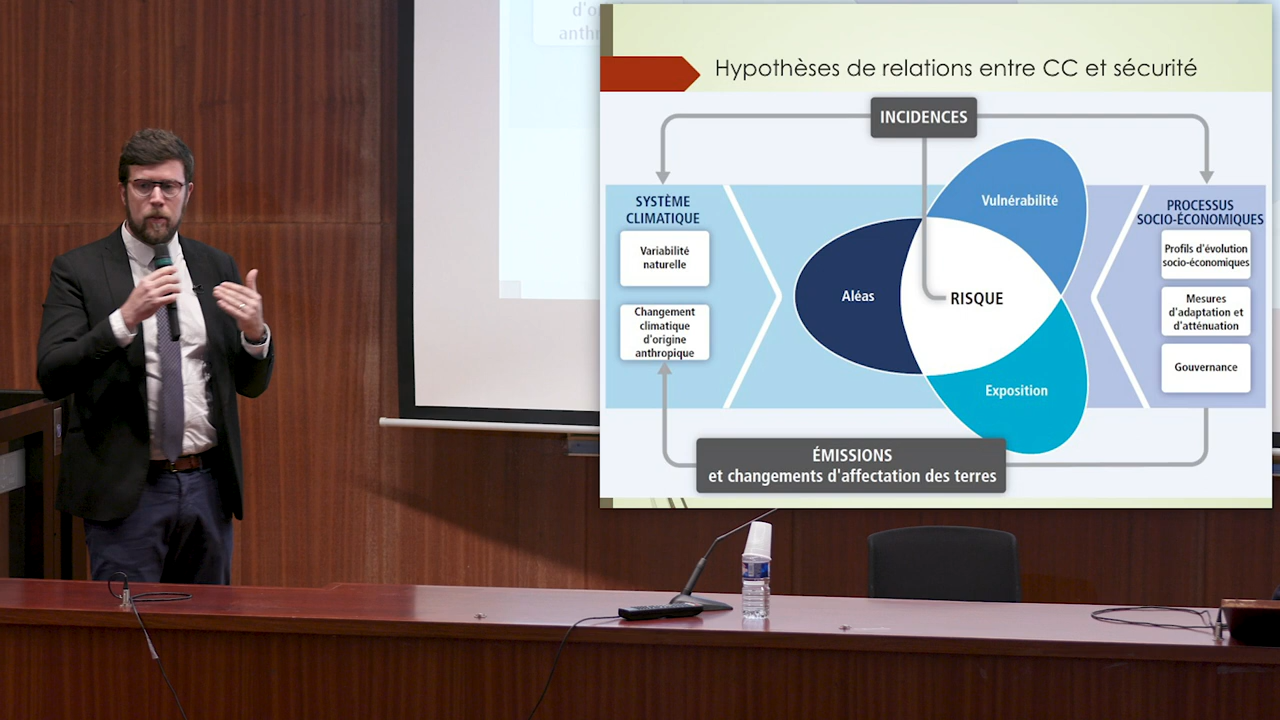 d'o
anthr
Hypothèses de relations entre CC et sécurité
INCIDENCES
SYSTÈME
CLIMATIQUE
Variabilité
naturelle
Changement
climatique
d'origine
anthropique
Vulnérabilité
Aléas
RISQUE
Exposition
PROCESSUS
SOCIO-ÉCONOMIQUES
Profils d'évolution
socio-économiques
Mesures
d'adaptation et
d'atténuation
Gouvernance
ÉMISSIONS
et changements d'affectation des terres